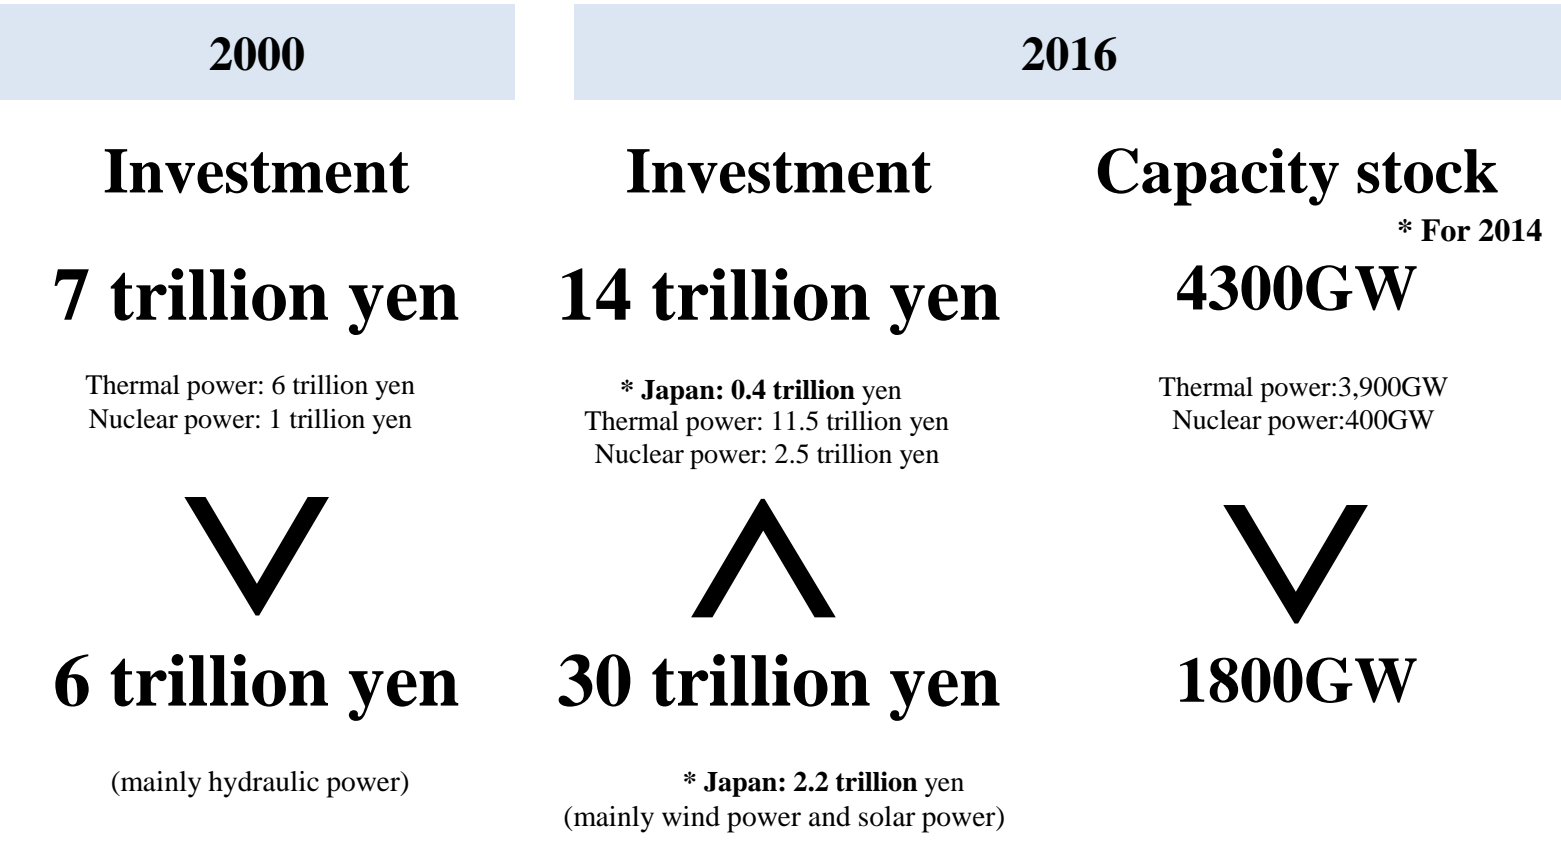 2000
2016
Investment
Investment
Capacity stock
* For 2014
7 trillion yen
14 trillion yen
4300GW
Thermal power: 6 trillion yen
Nuclear power: 1 trillion yen
* Japan: 0.4 trillion yen
Thermal power: 11.5 trillion yen
Nuclear power: 2.5 trillion yen
Thermal power:3,900GW
Nuclear power:400GW
6 trillion yen
30 trillion yen
1800GW
(mainly hydraulic power)
* Japan: 2.2 trillion yen
(mainly wind power and solar power)